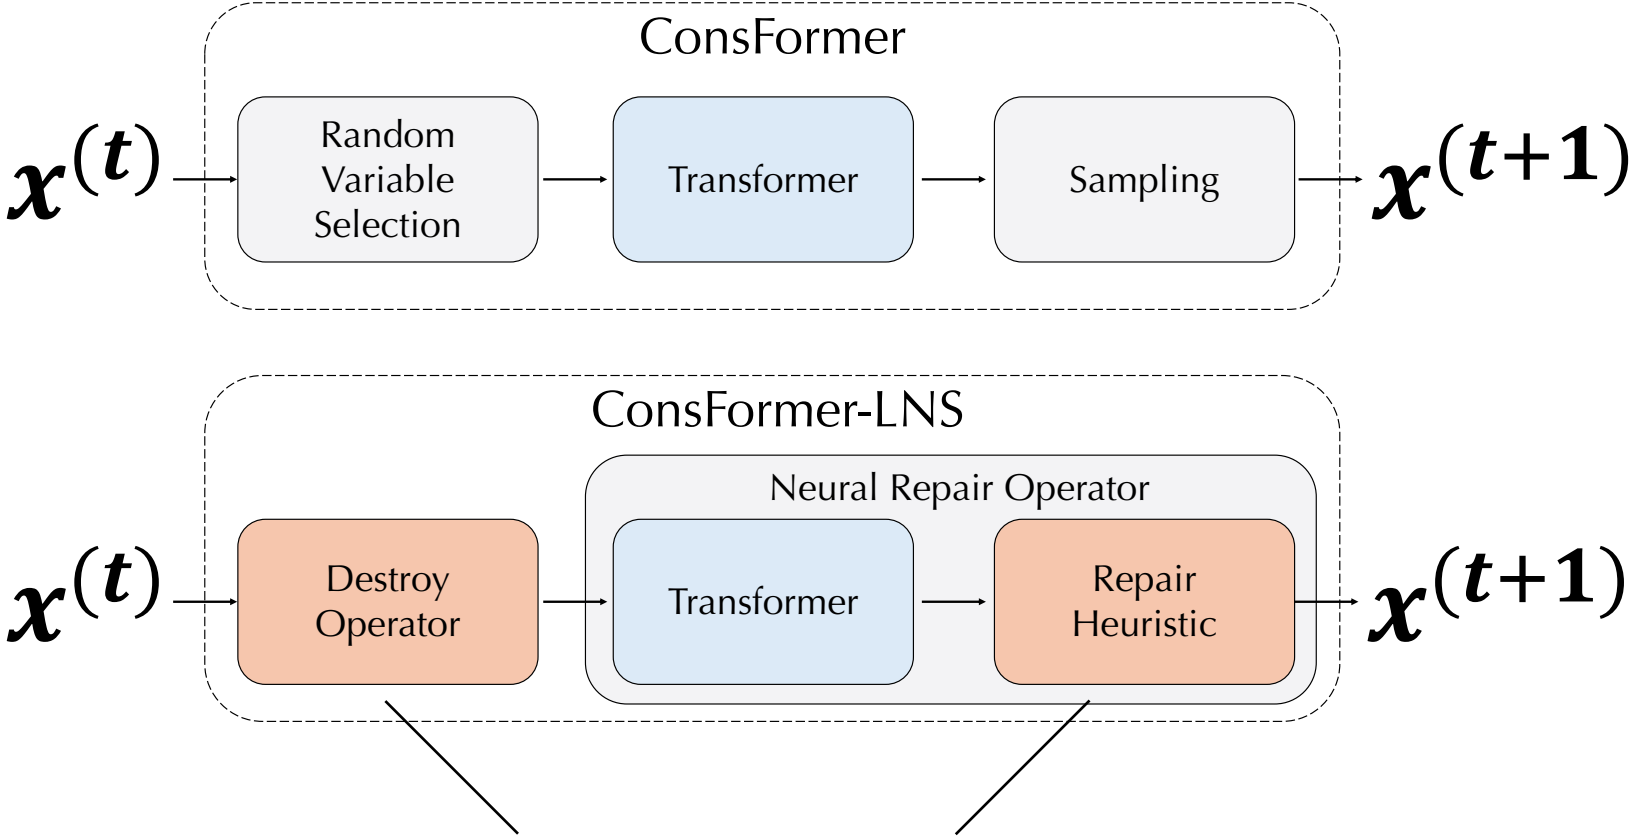 ConsFormer
x^(t)
Random
Variable
Selection
Transformer
Sampling
x^(t+1)
ConsFormer-LNS
Neural Repair Operator
x^(t)
Destroy
Operator
Transformer
Repair
Heuristic
x^(t+1)